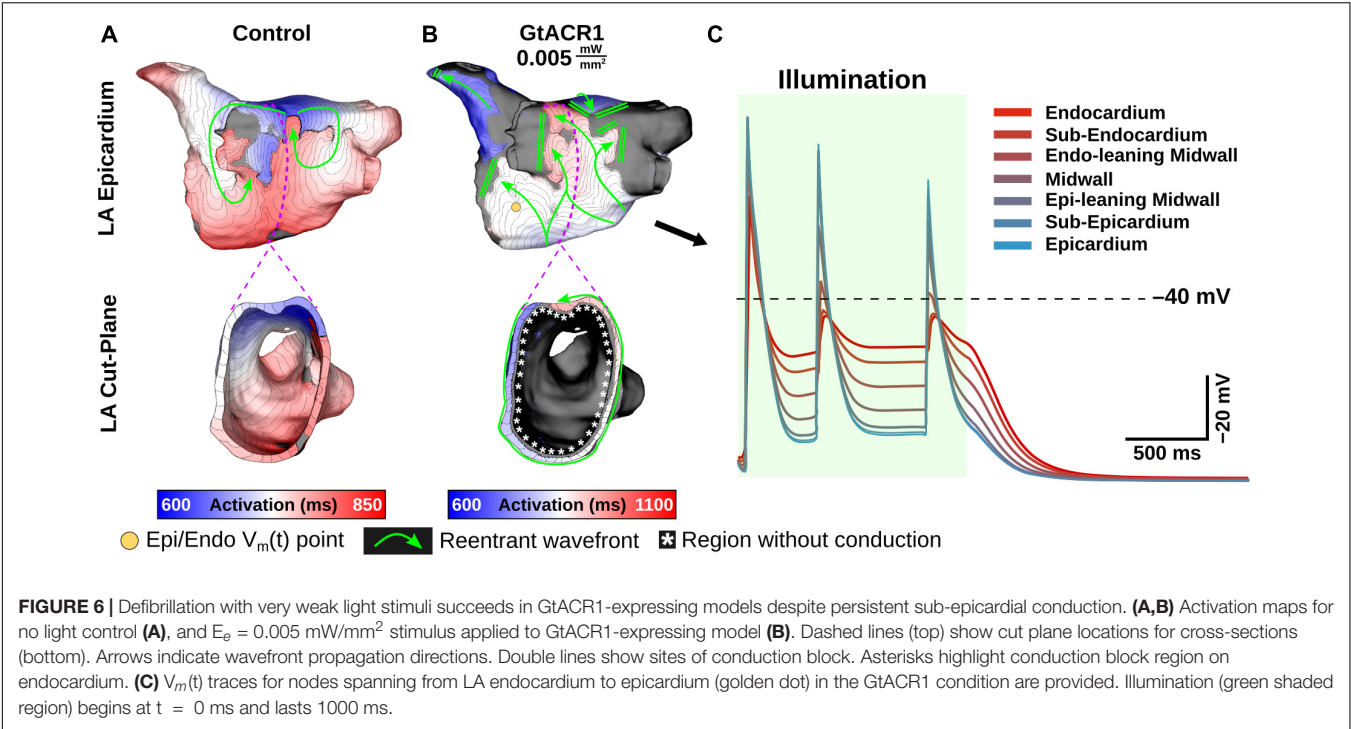 A
Control
B
GtACR1
0.005 mW/mm²
C
LA Epicardium
LA Cut-Plane
Illumination
Endocardium
Sub-Endocardium
Endo-leaning Midwall
Midwall
Epi-leaning Midwall
Sub-Epicardium
Epicardium
–40 mV
–20 mV
500 ms
600 Activation (ms) 850
600 Activation (ms) 1100
Epi/Endo Vm(t) point
Reentrant wavefront
* Region without conduction
FIGURE 6 | Defibrillation with very weak light stimuli succeeds in GtACR1-expressing models despite persistent sub-epicardial conduction. (A,B) Activation maps for
no light control (A), and Ee = 0.005 mW/mm² stimulus applied to GtACR1-expressing model (B). Dashed lines (top) show cut plane locations for cross-sections
(bottom). Arrows indicate wavefront propagation directions. Double lines show sites of conduction block. Asterisks highlight conduction block region on
endocardium. (C) Vm(t) traces for nodes spanning from LA endocardium to epicardium (golden dot) in the GtACR1 condition are provided. Illumination (green shaded
region) begins at t = 0 ms and lasts 1000 ms.